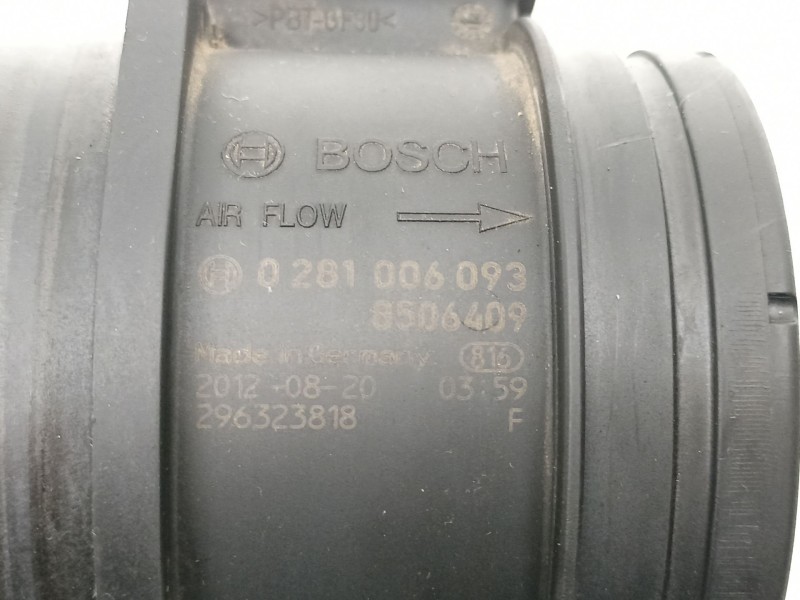 >PBT-GF30<
BOSCH
AIR FLOW
0 281 006 093
8506409
Made in Germany 816
2012-08-20 03:59
296323818 F